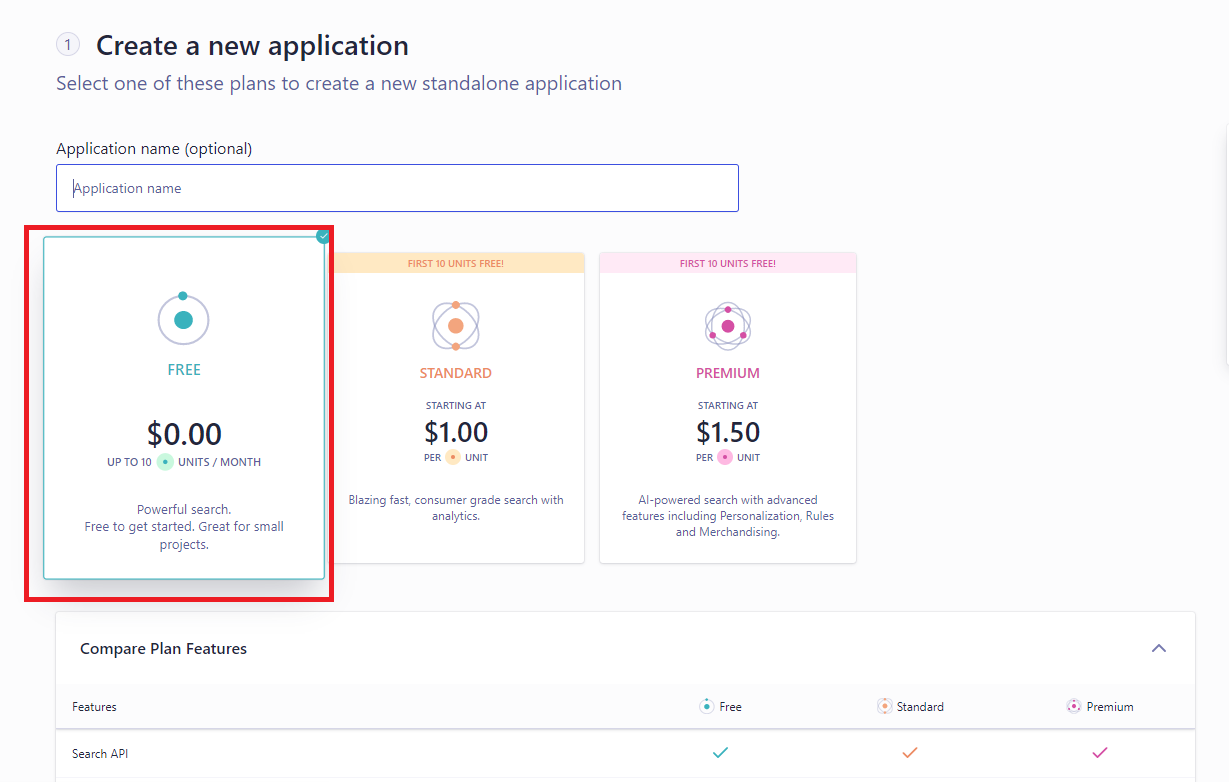 1 Create a new application
Select one of these plans to create a new standalone application
Application name (optional)
Application name
FREE
$0.00
UP TO 10 UNITS / MONTH
Powerful search.
Free to get started. Great for small
projects.
FIRST 10 UNITS FREE!
STANDARD
STARTING AT
$1.00
PER UNIT
Blazing fast, consumer grade search with
analytics.
FIRST 10 UNITS FREE!
PREMIUM
STARTING AT
$1.50
PER UNIT
AI-powered search with advanced
features including Personalization, Rules
and Merchandising.
Compare Plan Features
Features Free Standard Premium
Search API